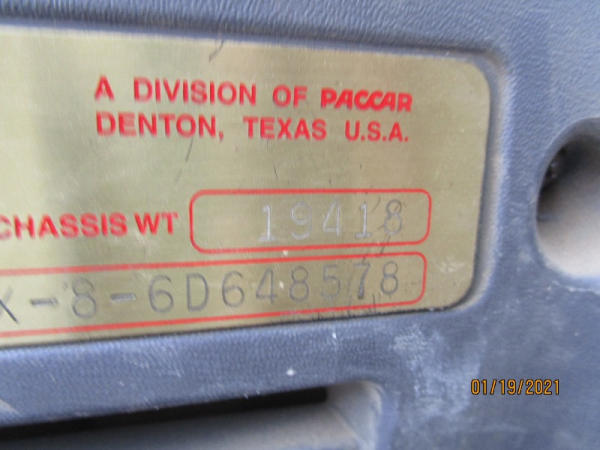 A DIVISION OF PACCAR
DENTON, TEXAS U.S.A.
CHASSIS WT 19418
X-8-6D648578
01/19/2021